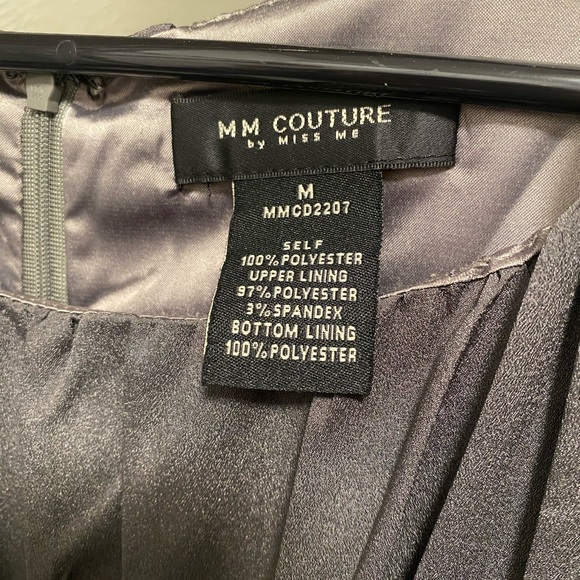 MM COUTURE
by MISS ME
M
MMCD2207
SELF
100%POLYESTER
UPPER LINING
97%POLYESTER
3%SPANDEX
BOTTOM LINING
100%POLYESTER